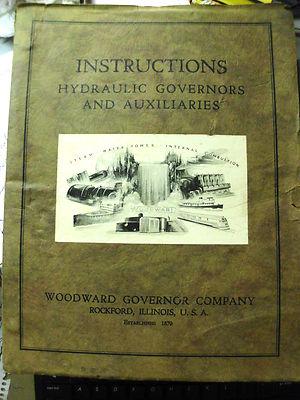 INSTRUCTIONS
HYDRAULIC GOVERNORS
AND AUXILIARIES
STEAM WATER POWER INTERNAL COMBUSTION
WOODWARD
WOODWARD GOVERNOR COMPANY
ROCKFORD, ILLINOIS, U. S. A.
ESTABLISHED 1870